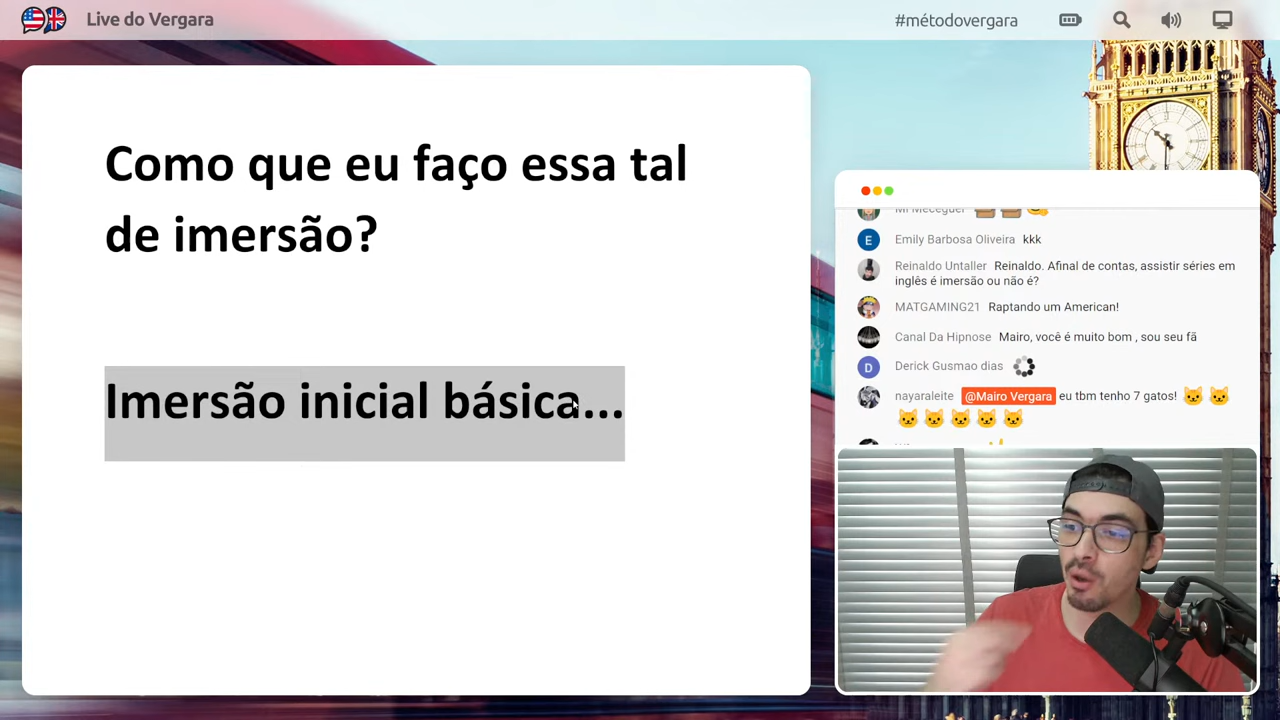 Live do Vergara
#métodovergara
Como que eu faço essa tal
de imersão?
Imersão inicial básica...
Mi Meceguer
Emily Barbosa Oliveira kkk
Reinaldo Untaller Reinaldo. Afinal de contas, assistir séries em
inglês é imersão ou não é?
MATGAMING21 Raptando um American!
Canal Da Hipnose Mairo, você é muito bom , sou seu fã
Derick Gusmao dias
nayaraleite @Mairo Vergara eu tbm tenho 7 gatos!